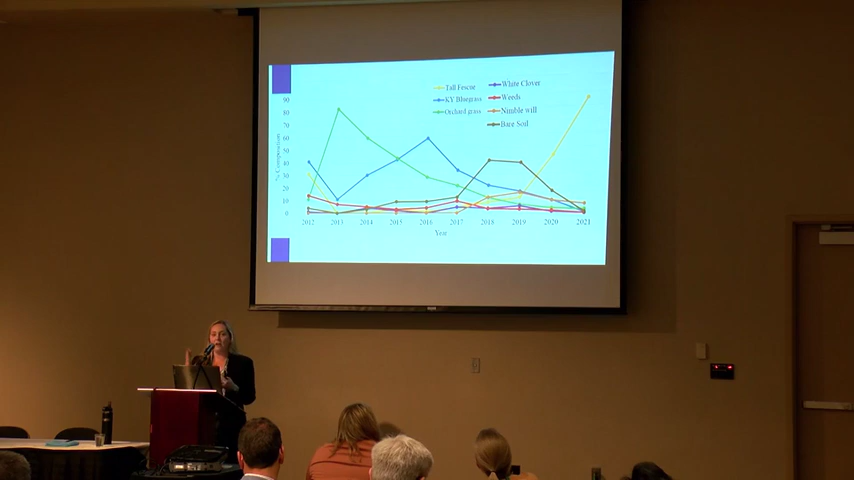 Tall Fescue
White Clover
KY Bluegrass
Weeds
Orchard grass
Nimble will
Bare Soil
% Composition
90
80
70
60
50
40
30
20
10
0
2012 2013 2014 2015 2016 2017 2018 2019 2020 2021
Year